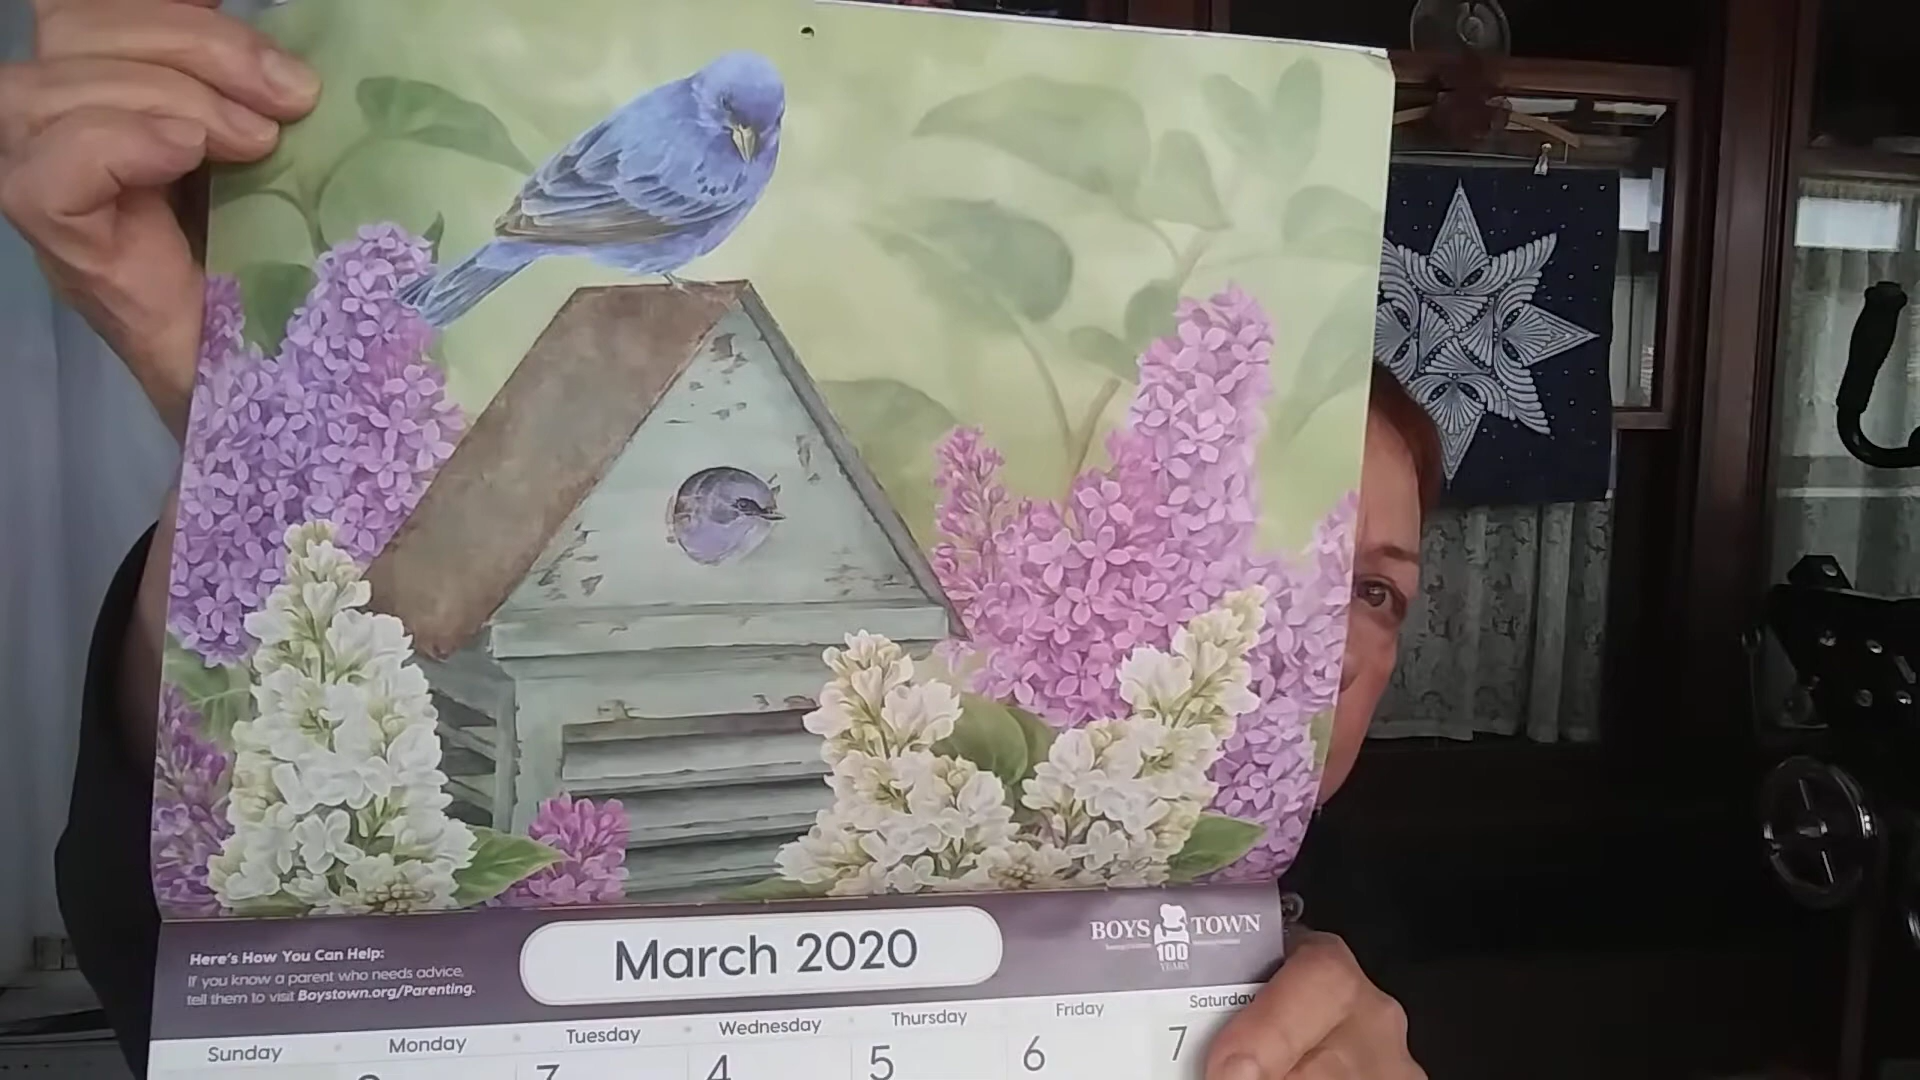 Here's How You Can Help:
If you know a parent who needs advice,
tell them to visit Boystown.org/Parenting.
March 2020
BOYS TOWN
100
YEARS
Sunday Monday Tuesday Wednesday Thursday Friday Saturday
4 5 6 7